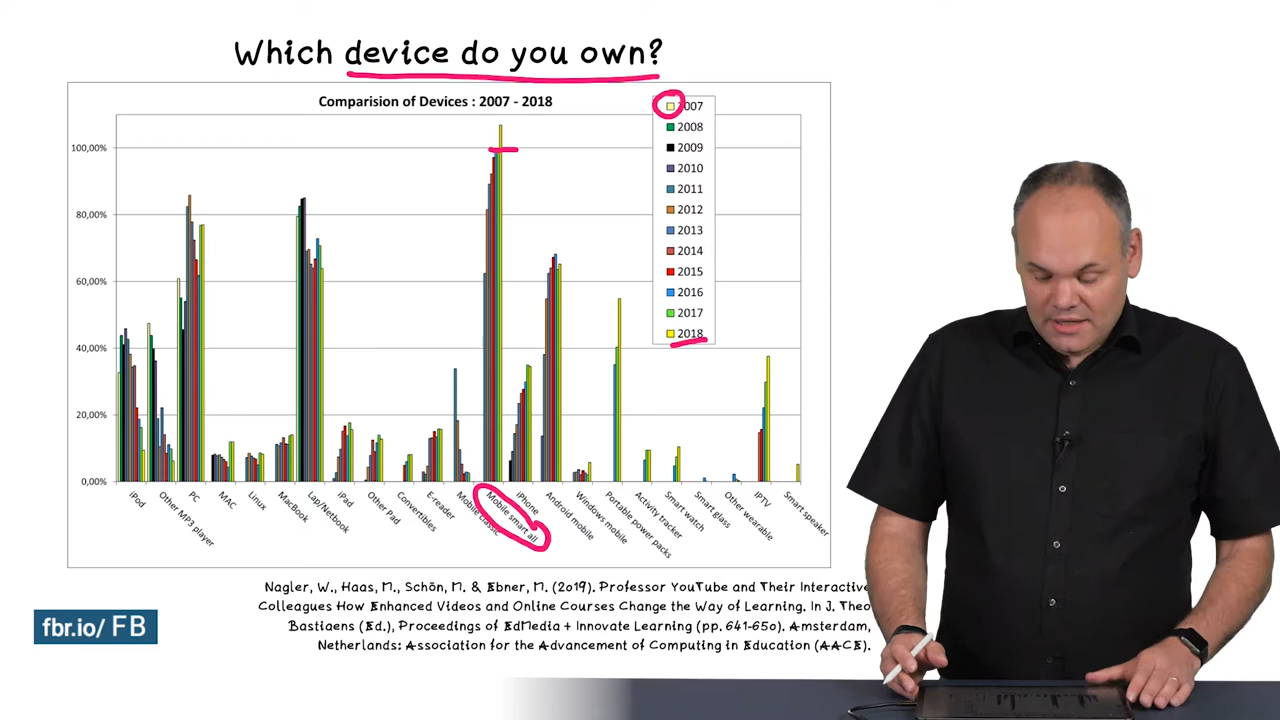 Which device do you own?
Comparision of Devices : 2007 - 2018
2007
2008
2009
2010
2011
2012
2013
2014
2015
2016
2017
2018
100,00%
80,00%
60,00%
40,00%
20,00%
0,00%
iPod
Other MP3 player
PC
MAC
Linux
MacBook
Lap/Netbook
iPad
Other Pad
Convertibles
E-reader
Mobile classic
Mobile smart all
iPhone
Android mobile
Windows mobile
Portable power packs
Activity tracker
Smart watch
Smart glass
Other wearable
IPTV
Smart speaker
Nagler, W., Haas, M., Schön, M. & Ebner, M. (2019). Professor YouTube and Their Interactive
Colleagues How Enhanced Videos and Online Courses Change the Way of Learning. In J. Theo
Bastiaens (Ed.), Proceedings of EdMedia + Innovate Learning (pp. 641-650). Amsterdam,
Netherlands: Association for the Advancement of Computing in Education (AACE).
fbr.io/ FB